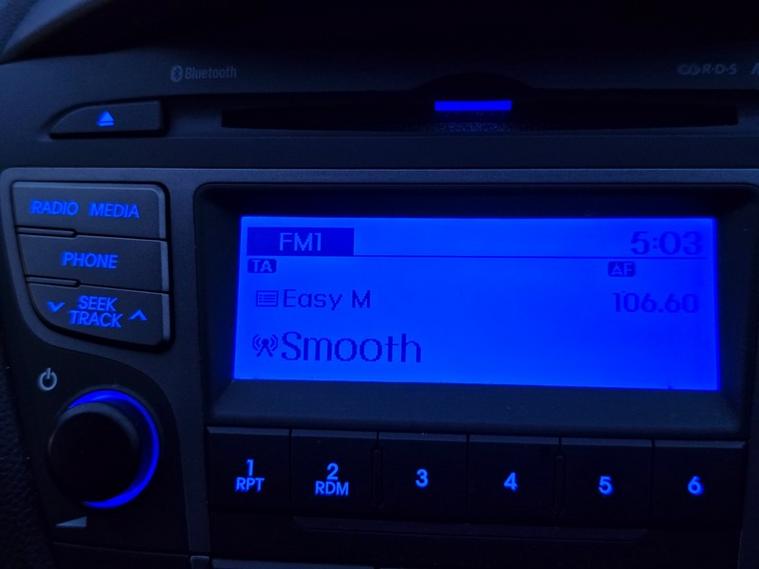 Bluetooth
R·D·S
RADIO MEDIA
PHONE
SEEK
TRACK
FM1 5:03
TA AF
Easy M 106.60
Smooth
1 2 3 4 5 6
RPT RDM